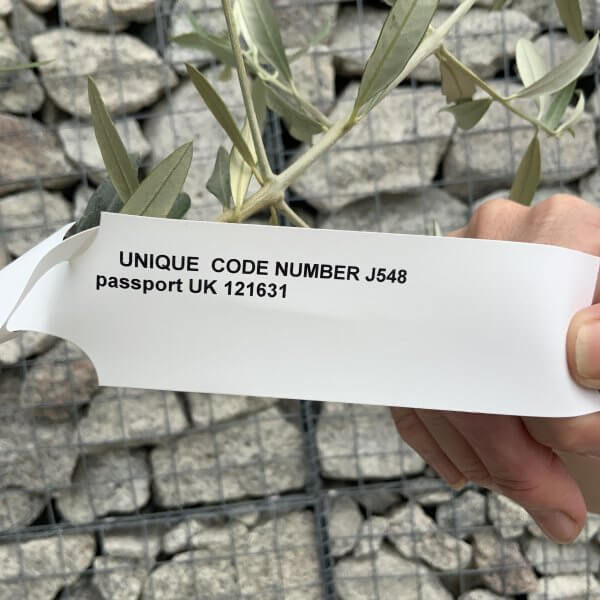 UNIQUE CODE NUMBER J548
passport UK 121631